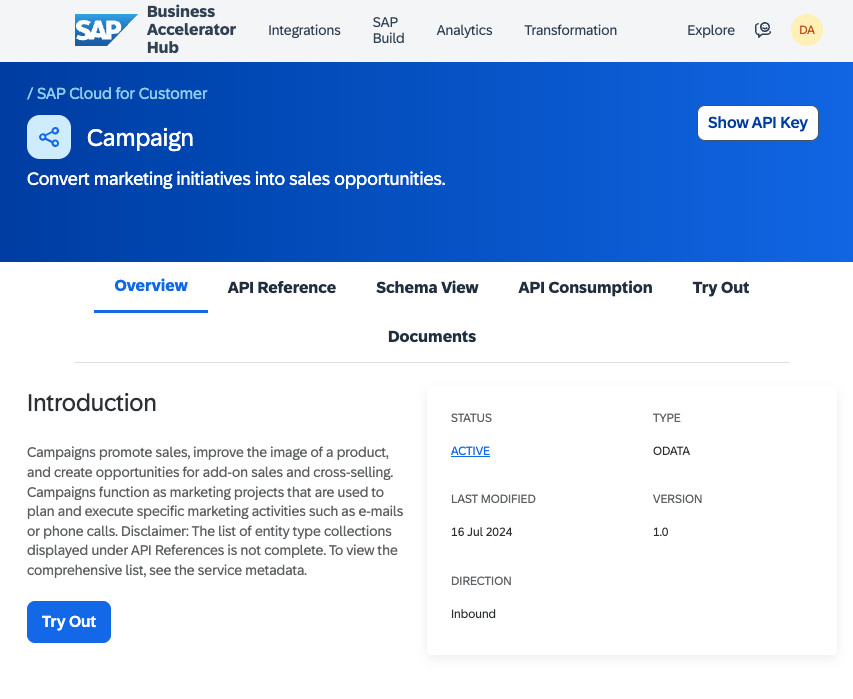 SAP
Business
Accelerator
Hub
Integrations
SAP
Build
Analytics
Transformation
Explore
DA
/ SAP Cloud for Customer
Campaign
Show API Key
Convert marketing initiatives into sales opportunities.
Overview
API Reference
Schema View
API Consumption
Try Out
Documents
Introduction
Campaigns promote sales, improve the image of a product,
and create opportunities for add-on sales and cross-selling.
Campaigns function as marketing projects that are used to
plan and execute specific marketing activities such as e-mails
or phone calls. Disclaimer: The list of entity type collections
displayed under API References is not complete. To view the
comprehensive list, see the service metadata.
Try Out
STATUS
TYPE
ACTIVE
ODATA
LAST MODIFIED
VERSION
16 Jul 2024
1.0
DIRECTION
Inbound